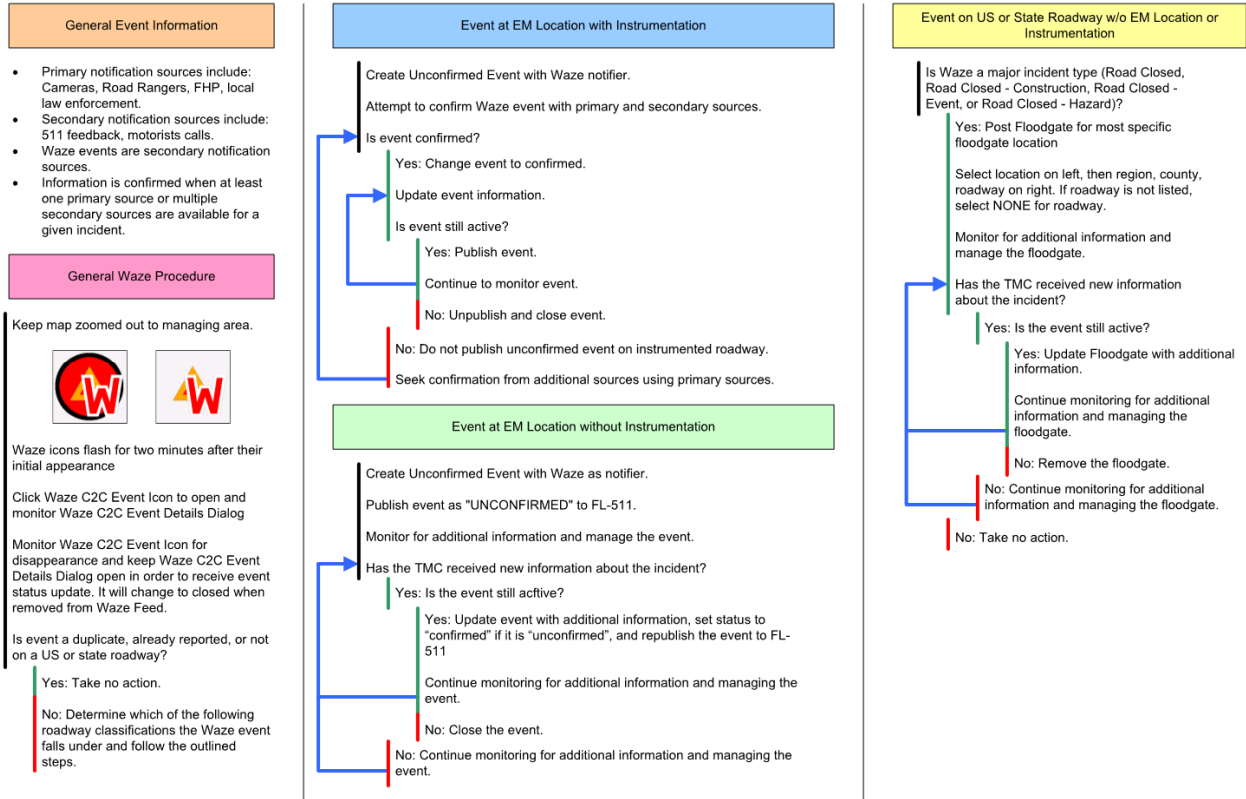 General Event Information
• Primary notification sources include:
Cameras, Road Rangers, FHP, local
law enforcement.
• Secondary notification sources include:
511 feedback, motorists calls.
• Waze events are secondary notification
sources.
• Information is confirmed when at least
one primary source or multiple
secondary sources are available for a
given incident.
General Waze Procedure
Keep map zoomed out to managing area.
W
W
Waze icons flash for two minutes after their
initial appearance
Click Waze C2C Event Icon to open and
monitor Waze C2C Event Details Dialog
Monitor Waze C2C Event Icon for
disappearance and keep Waze C2C Event
Details Dialog open in order to receive event
status update. It will change to closed when
removed from Waze Feed.
Is event a duplicate, already reported, or not
on a US or state roadway?
Yes: Take no action.
No: Determine which of the following
roadway classifications the Waze event
falls under and follow the outlined
steps.
Event at EM Location with Instrumentation
Create Unconfirmed Event with Waze notifier.
Attempt to confirm Waze event with primary and secondary sources.
Is event confirmed?
Yes: Change event to confirmed.
Update event information.
Is event still active?
Yes: Publish event.
Continue to monitor event.
No: Unpublish and close event.
No: Do not publish unconfirmed event on instrumented roadway.
Seek confirmation from additional sources using primary sources.
Event at EM Location without Instrumentation
Create Unconfirmed Event with Waze as notifier.
Publish event as "UNCONFIRMED" to FL-511.
Monitor for additional information and manage the event.
Has the TMC received new information about the incident?
Yes: Is the event still acftive?
Yes: Update event with additional information, set status to
“confirmed” if it is “unconfirmed”, and republish the event to FL-
511
Continue monitoring for additional information and managing the
event.
No: Close the event.
No: Continue monitoring for additional information and managing the
event.
Event on US or State Roadway w/o EM Location or
Instrumentation
Is Waze a major incident type (Road Closed,
Road Closed - Construction, Road Closed -
Event, or Road Closed - Hazard)?
Yes: Post Floodgate for most specific
floodgate location
Select location on left, then region, county,
roadway on right. If roadway is not listed,
select NONE for roadway.
Monitor for additional information and
manage the floodgate.
Has the TMC received new information
about the incident?
Yes: Is the event still active?
Yes: Update Floodgate with additional
information.
Continue monitoring for additional
information and managing the
floodgate.
No: Remove the floodgate.
No: Continue monitoring for additional
information and managing the floodgate.
No: Take no action.